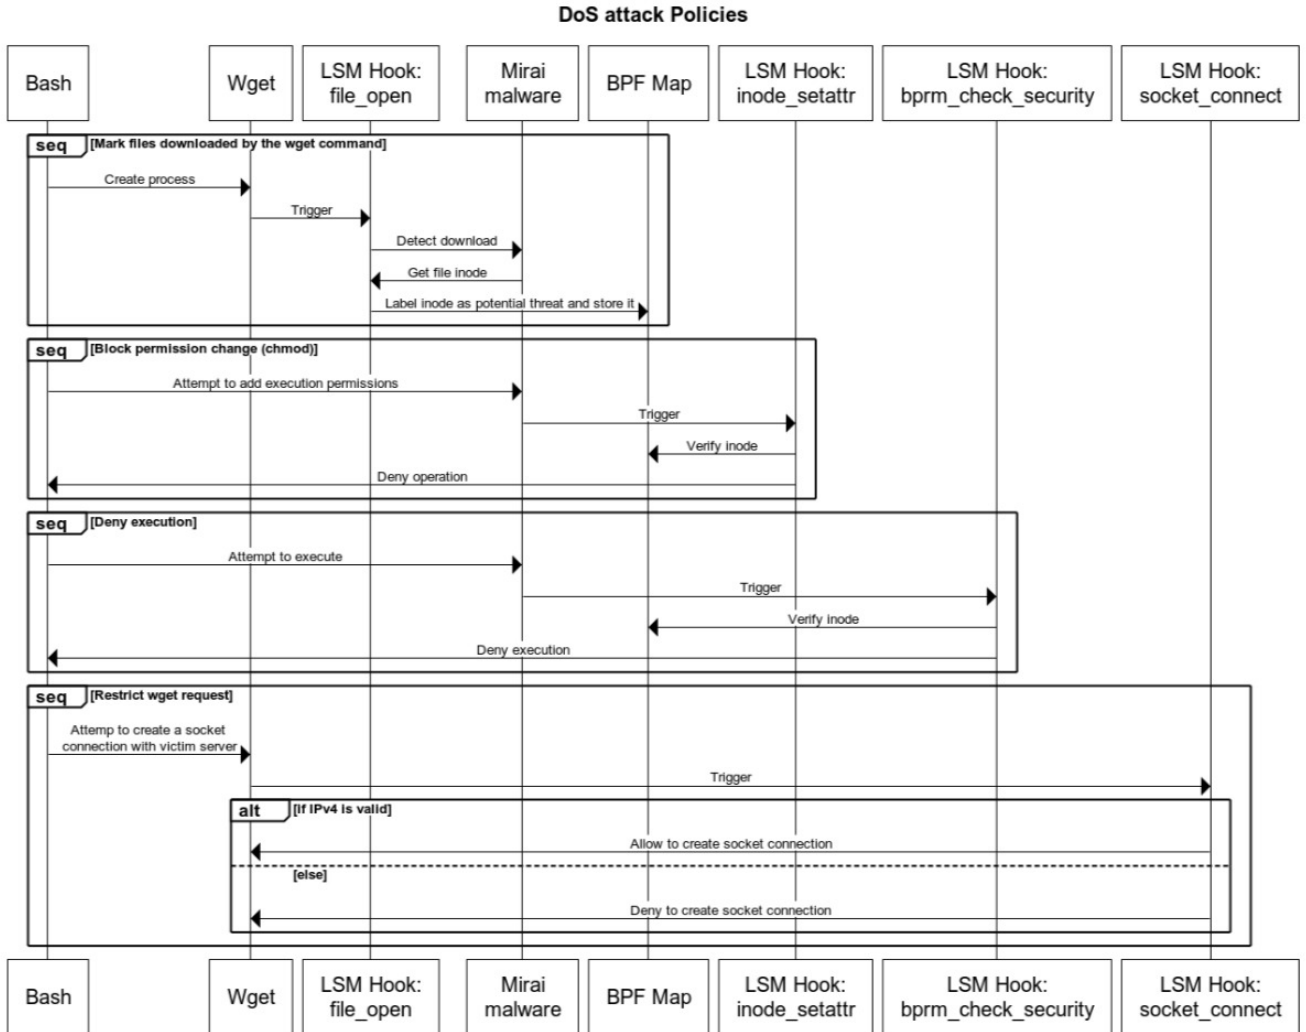 DoS attack Policies
Bash
Wget
LSM Hook:
file_open
Mirai
malware
BPF Map
LSM Hook:
inode_setattr
LSM Hook:
bprm_check_security
LSM Hook:
socket_connect
seq [Mark files downloaded by the wget command]
Create process
Trigger
Detect download
Get file inode
Label inode as potential threat and store it
seq [Block permission change (chmod)]
Attempt to add execution permissions
Trigger
Verify inode
Deny operation
seq [Deny execution]
Attempt to execute
Trigger
Verify inode
Deny execution
seq [Restrict wget request]
Attemp to create a socket
connection with victim server
Trigger
alt [if IPv4 is valid]
Allow to create socket connection
[else]
Deny to create socket connection
Bash
Wget
LSM Hook:
file_open
Mirai
malware
BPF Map
LSM Hook:
inode_setattr
LSM Hook:
bprm_check_security
LSM Hook:
socket_connect